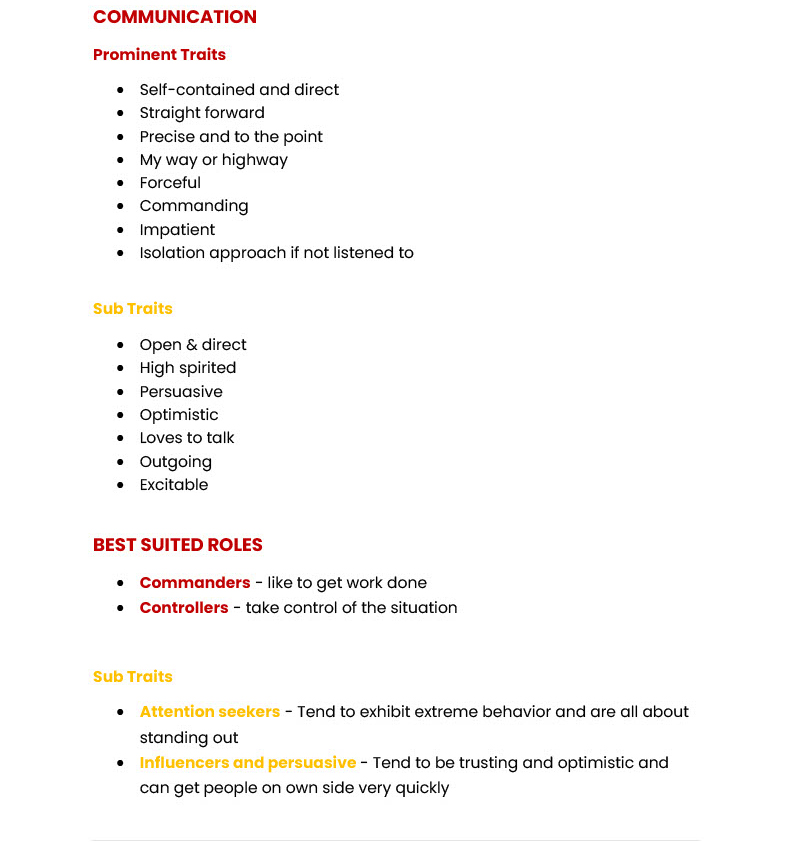 COMMUNICATION
Prominent Traits
• Self-contained and direct
• Straight forward
• Precise and to the point
• My way or highway
• Forceful
• Commanding
• Impatient
• Isolation approach if not listened to
Sub Traits
• Open & direct
• High spirited
• Persuasive
• Optimistic
• Loves to talk
• Outgoing
• Excitable
BEST SUITED ROLES
• Commanders - like to get work done
• Controllers - take control of the situation
Sub Traits
• Attention seekers - Tend to exhibit extreme behavior and are all about
standing out
• Influencers and persuasive - Tend to be trusting and optimistic and
can get people on own side very quickly